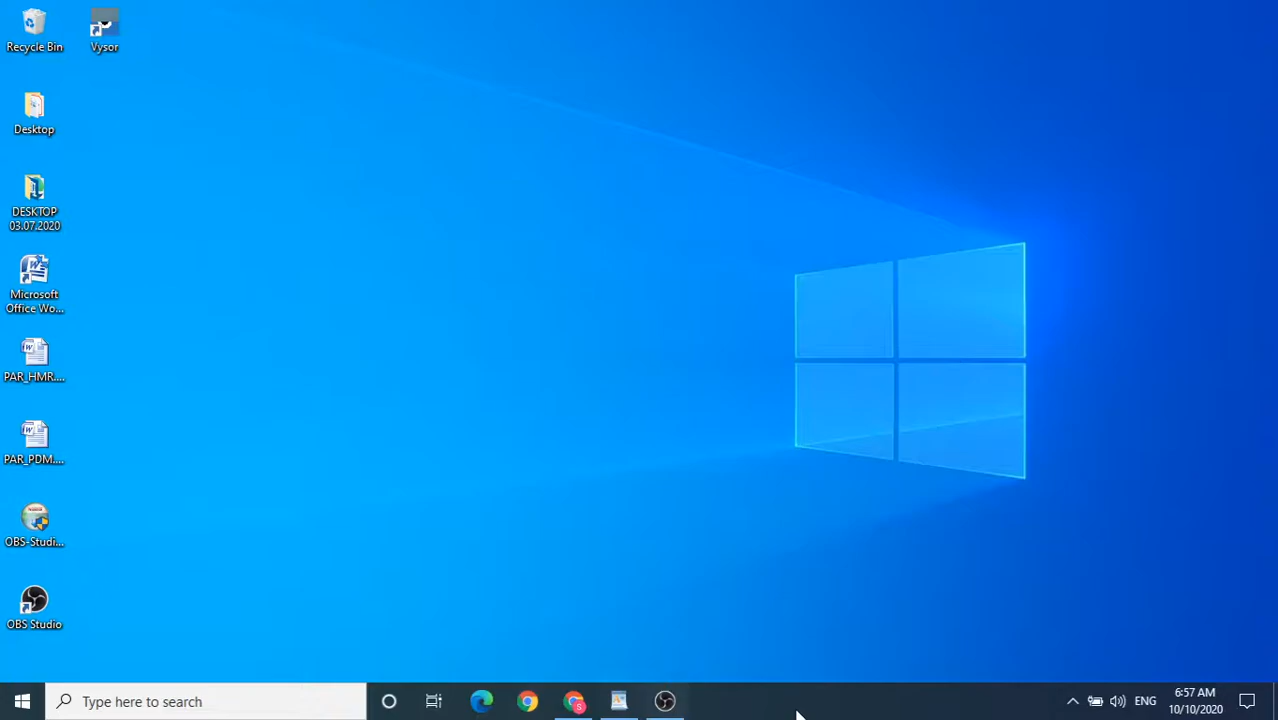 Recycle Bin
Vysor
Desktop
DESKTOP
03.07.2020
Microsoft
Office Wo...
PAR_HMR....
PAR_PDM....
OBS-Studi...
OBS Studio
Type here to search
S
ENG
6:57 AM
10/10/2020